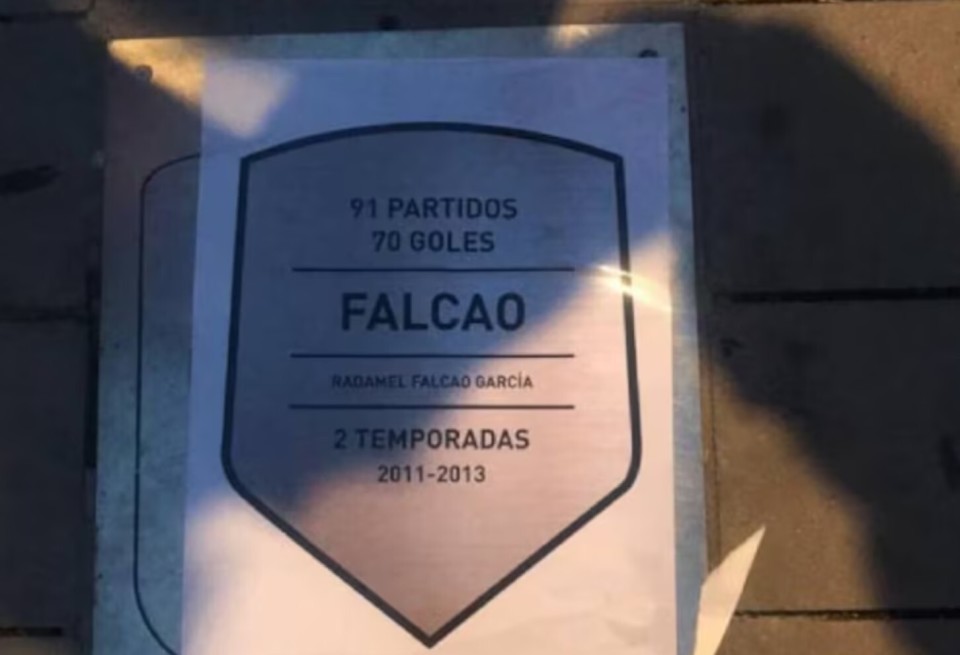 91 PARTIDOS
70 GOLES
FALCAO
RADAMEL FALCAO GARCÍA
2 TEMPORADAS
2011-2013